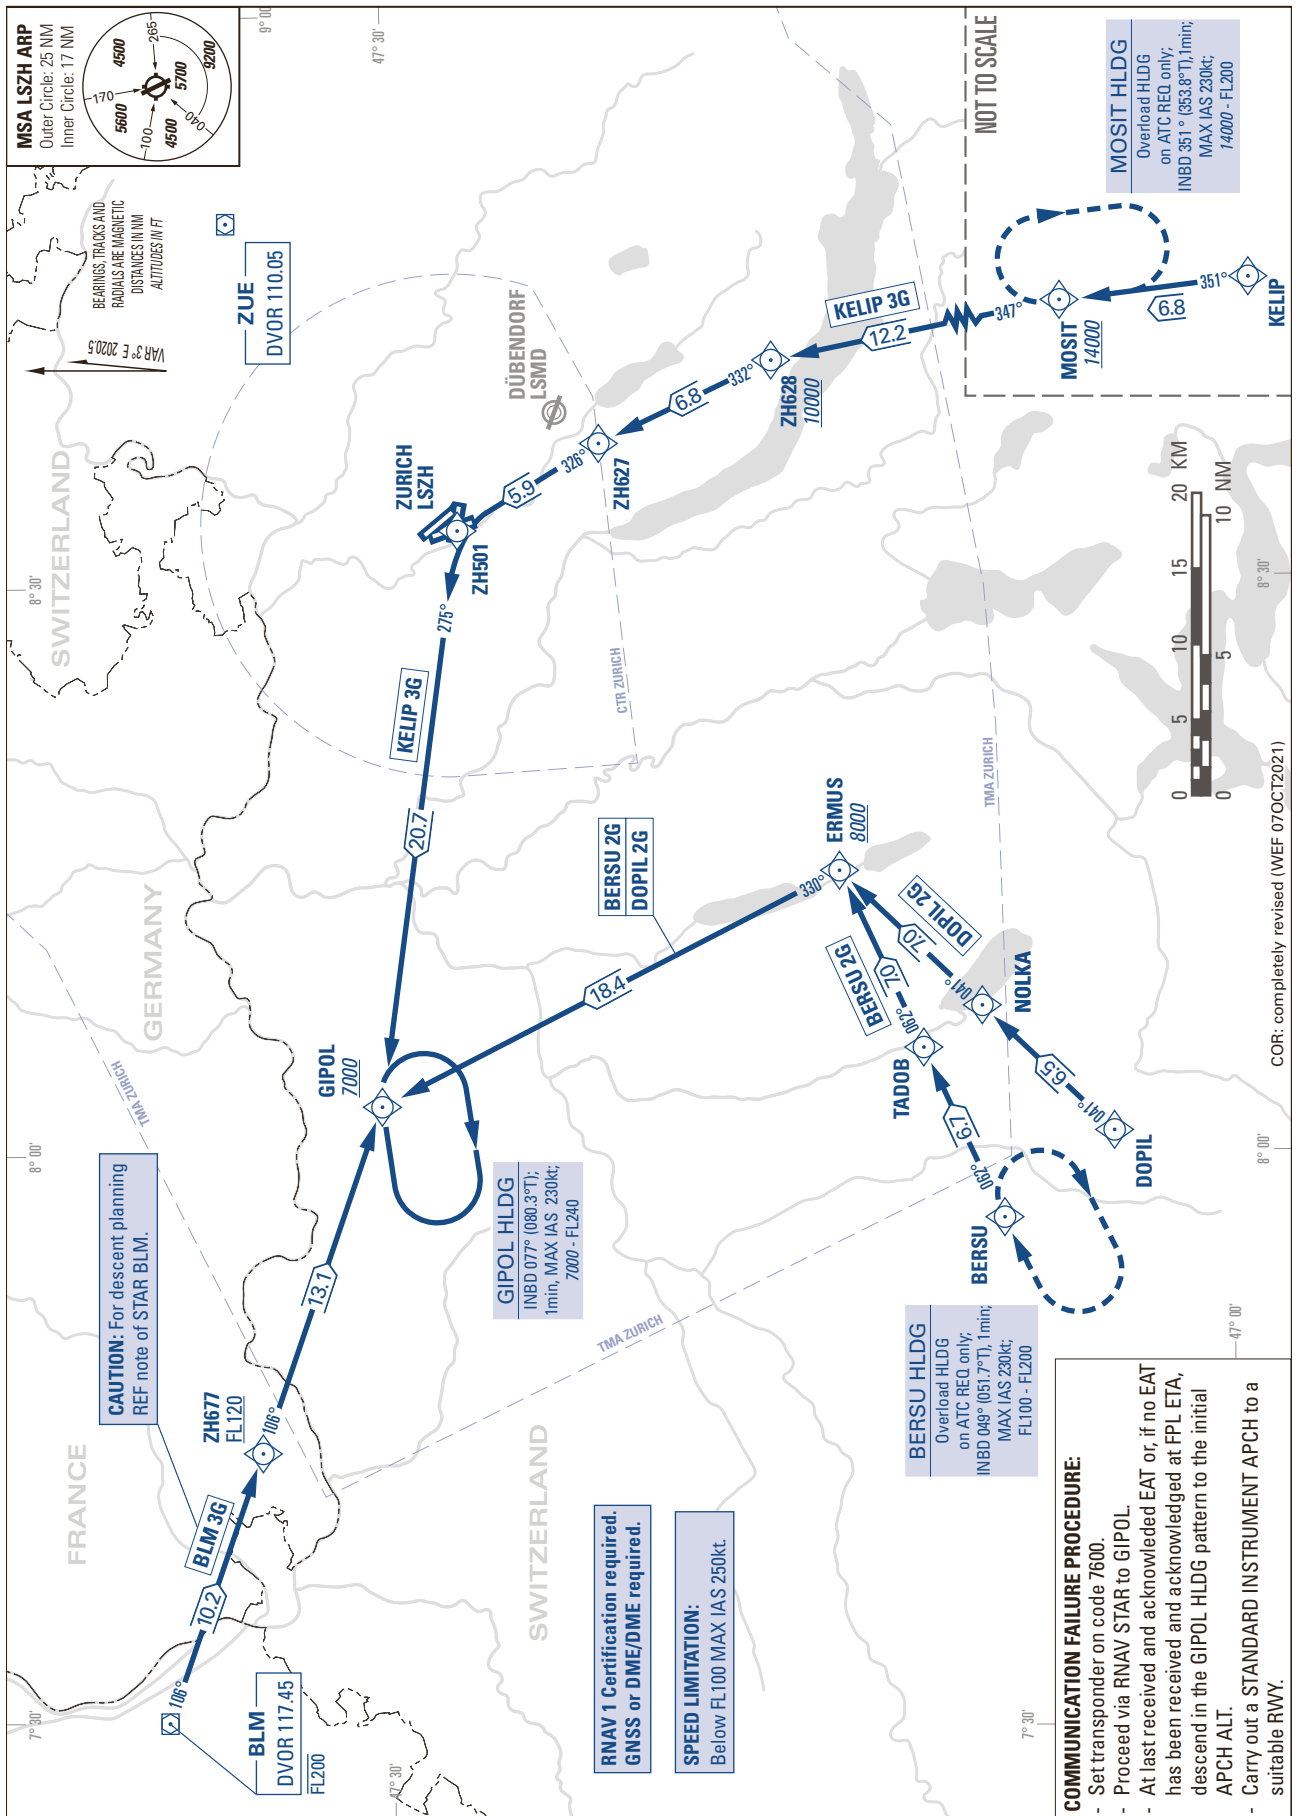 MSA LSZH ARP
Outer Circle: 25 NM
Inner Circle: 17 NM
170
4500
265
5600
5700
9200
100
4500
040
BEARINGS, TRACKS AND
RADIALS ARE MAGNETIC
DISTANCES IN NM
ALTITUDES IN FT
VAR 3° E 2020.5
7° 30'
8° 00'
8° 30'
9° 00'
47° 30'
47° 30'
FRANCE
GERMANY
SWITZERLAND
SWITZERLAND
CAUTION: For descent planning
REF note of STAR BLM.
BLM
DVOR 117.45
FL200
106°
10.2
BLM 3G
ZH677
FL120
106°
13.1
TMA ZURICH
GIPOL
7000
GIPOL HLDG
INBD 077° (080.3°T);
1min, MAX IAS 230kt;
7000 - FL240
TMA ZURICH
20.7
KELIP 3G
275°
ZUE
DVOR 110.05
ZURICH
LSZH
ZH501
5.9
326°
DÜBENDORF
LSMD
ZH627
CTR ZURICH
6.8
332°
ZH628
10000
12.2
KELIP 3G
347°
NOT TO SCALE
MOSIT
14000
6.8
351°
KELIP
MOSIT HLDG
Overload HLDG
on ATC REQ only;
INBD 351° (353.8°T), 1min;
MAX IAS 230kt;
14000 - FL200
BERSU 2G
DOPIL 2G
18.4
330°
ERMUS
8000
BERSU 2G
7.0
062°
DOPIL 2G
7.0
041°
NOLKA
TADOB
TMA ZURICH
6.7
062°
BERSU
6.5
041°
DOPIL
BERSU HLDG
Overload HLDG
on ATC REQ only;
INBD 049° (051.7°T), 1min;
MAX IAS 230kt;
FL100 - FL200
RNAV 1 Certification required.
GNSS or DME/DME required.
SPEED LIMITATION:
Below FL100 MAX IAS 250kt.
0 5 10 15 20 KM
0 5 10 NM
7° 30'
47° 00'
8° 00'
8° 30'
COMMUNICATION FAILURE PROCEDURE:
- Set transponder on code 7600.
- Proceed via RNAV STAR to GIPOL.
- At last received and acknowleded EAT or, if no EAT
has been received and acknowledged at FPL ETA,
descend in the GIPOL HLDG pattern to the initial
APCH ALT.
- Carry out a STANDARD INSTRUMENT APCH to a
suitable RWY.
COR: completely revised (WEF 07OCT2021)